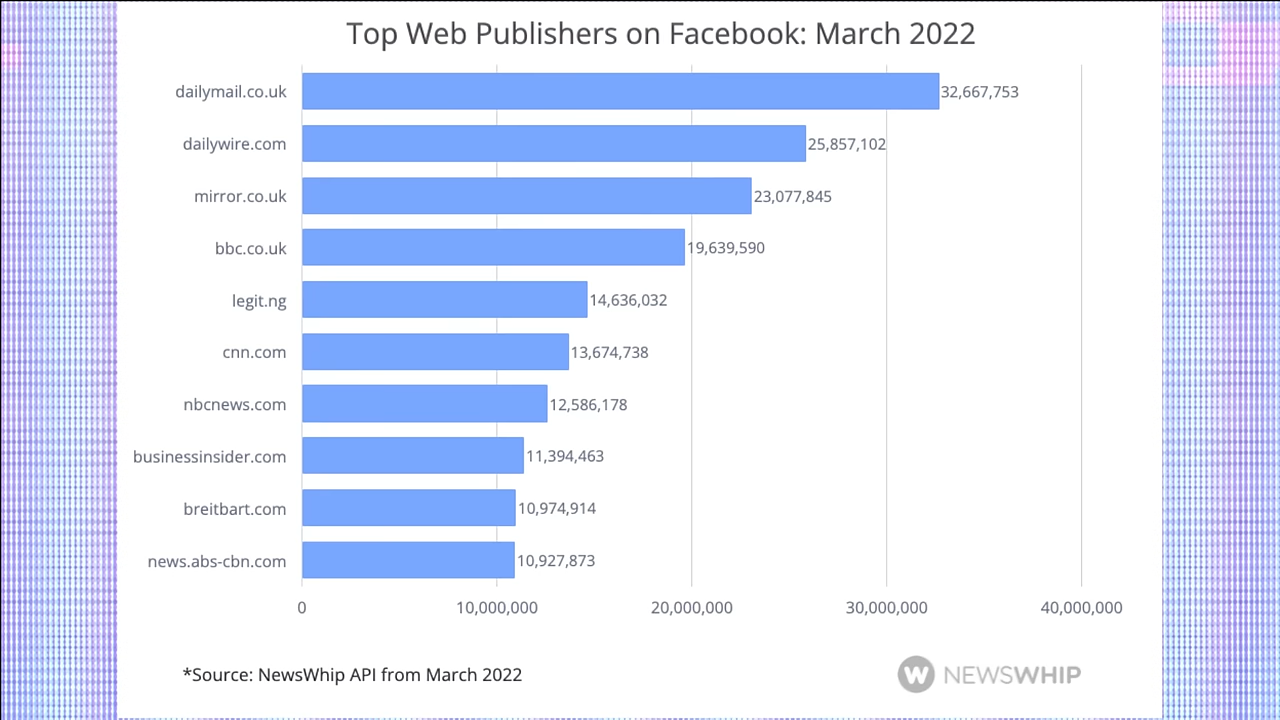 Top Web Publishers on Facebook: March 2022
dailymail.co.uk 32,667,753
dailywire.com 25,857,102
mirror.co.uk 23,077,845
bbc.co.uk 19,639,590
legit.ng 14,636,032
cnn.com 13,674,738
nbcnews.com 12,586,178
businessinsider.com 11,394,463
breitbart.com 10,974,914
news.abs-cbn.com 10,927,873
0 10,000,000 20,000,000 30,000,000 40,000,000
*Source: NewsWhip API from March 2022
W NEWSWHIP